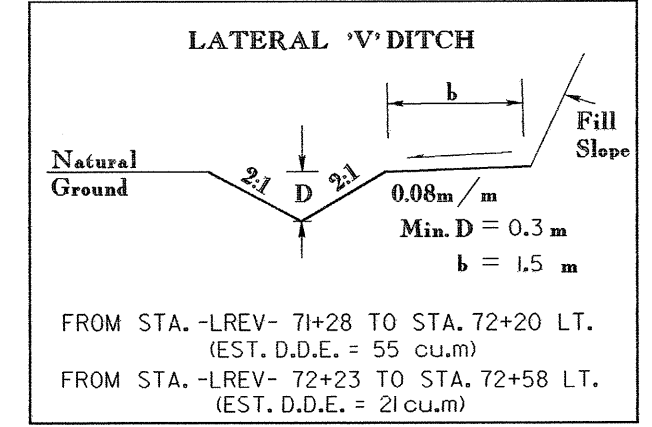 LATERAL 'V' DITCH
b
Fill
Slope
Natural
Ground
2:1
D
2:1
0.08m/m
Min. D = 0.3 m
b = 1.5 m
FROM STA. -LREV- 71+28 TO STA. 72+20 LT.
(EST. D.D.E. = 55 cu.m)
FROM STA. -LREV- 72+23 TO STA. 72+58 LT.
(EST. D.D.E. = 21 cu.m)